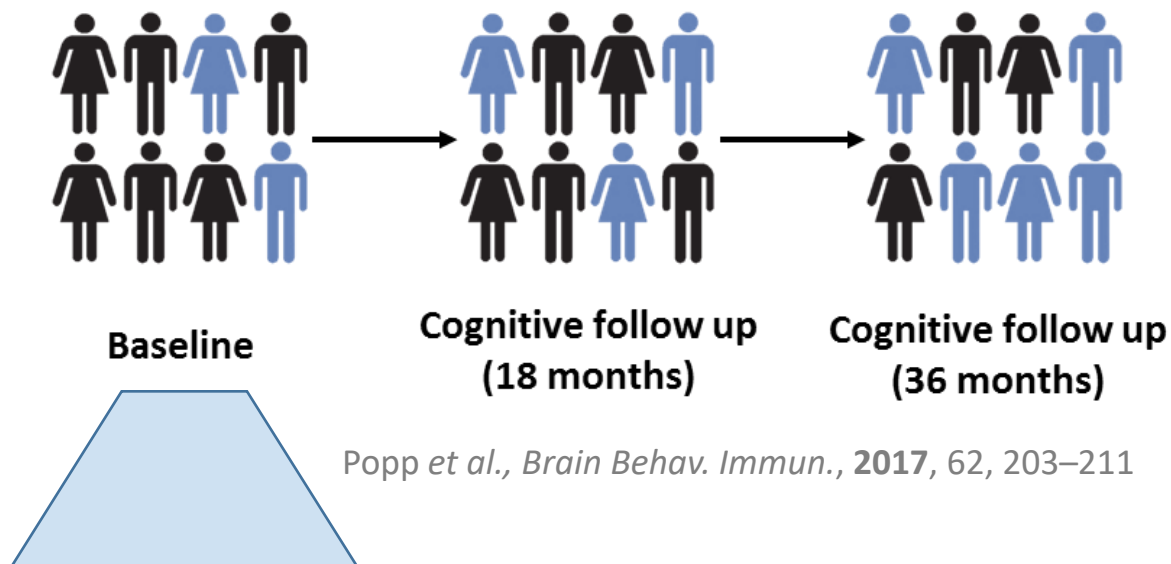 Baseline
Cognitive follow up
(18 months)
Cognitive follow up
(36 months)
Popp et al., Brain Behav. Immun., 2017, 62, 203–211